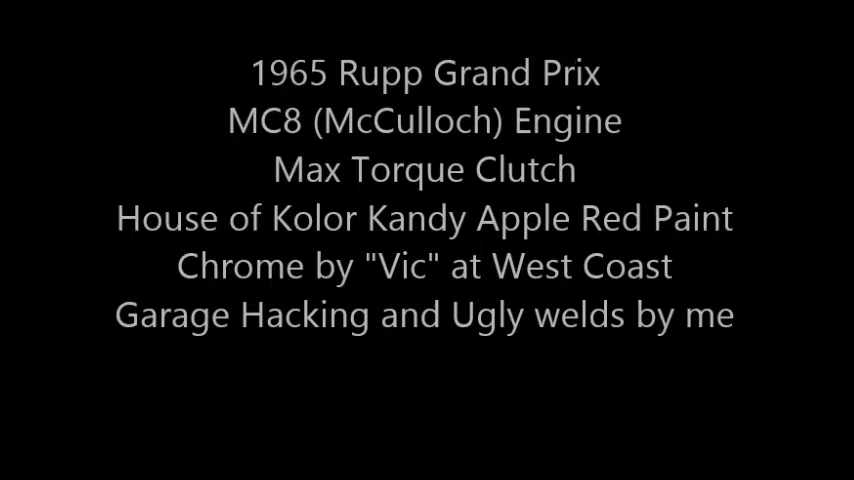 1965 Rupp Grand Prix
MC8 (McCulloch) Engine
Max Torque Clutch
House of Kolor Kandy Apple Red Paint
Chrome by "Vic" at West Coast
Garage Hacking and Ugly welds by me